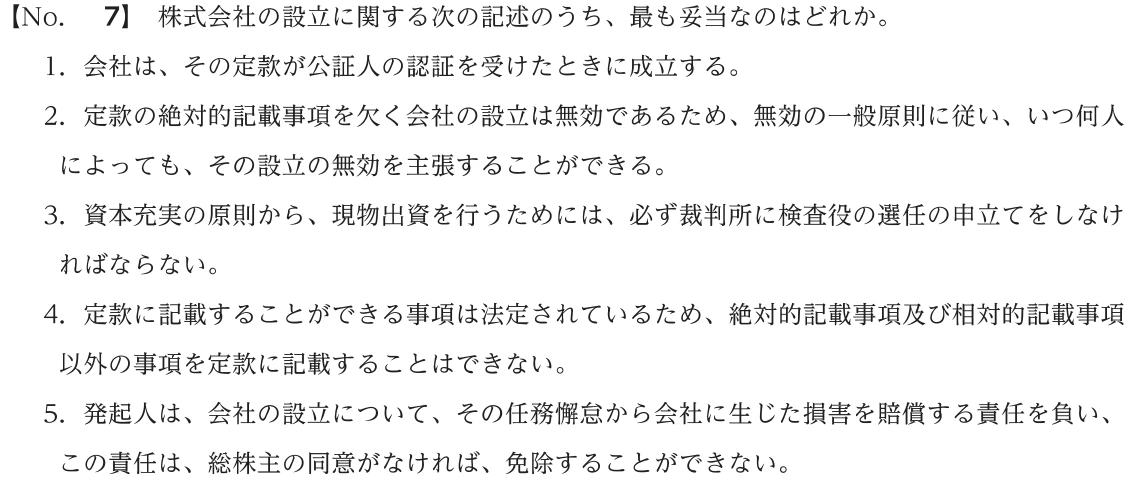 【No.　7】　株式会社の設立に関する次の記述のうち、最も妥当なのはどれか。
1．会社は、その定款が公証人の認証を受けたときに成立する。
2．定款の絶対的記載事項を欠く会社の設立は無効であるため、無効の一般原則に従い、いつ何人
によっても、その設立の無効を主張することができる。
3．資本充実の原則から、現物出資を行うためには、必ず裁判所に検査役の選任の申立てをしなけ
ればならない。
4．定款に記載することができる事項は法定されているため、絶対的記載事項及び相対的記載事項
以外の事項を定款に記載することはできない。
5．発起人は、会社の設立について、その任務懈怠から会社に生じた損害を賠償する責任を負い、
この責任は、総株主の同意がなければ、免除することができない。